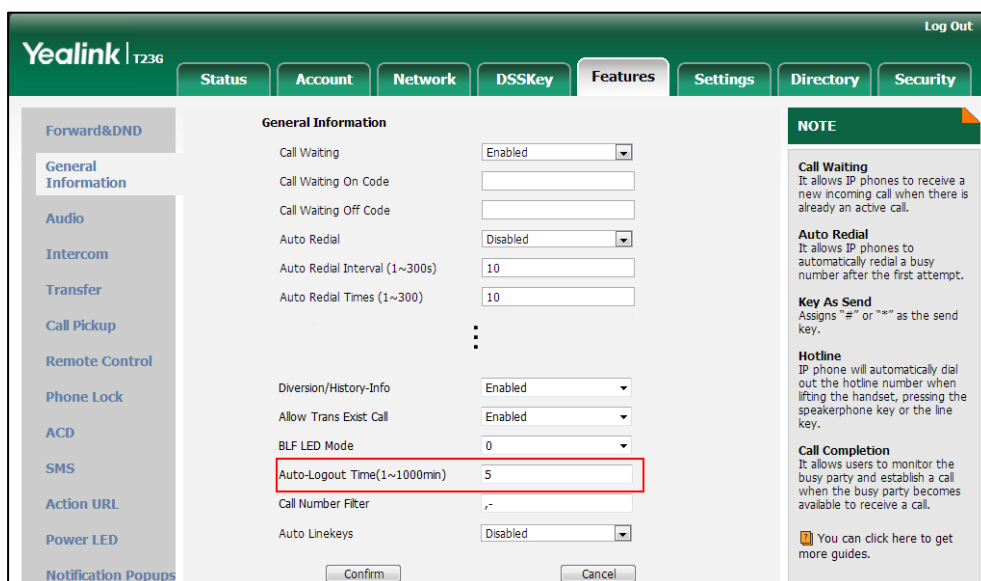 Log Out
Yealink T23G
Status
Account
Network
DSSKey
Features
Settings
Directory
Security
Forward&DND
General
Information
Audio
Intercom
Transfer
Call Pickup
Remote Control
Phone Lock
ACD
SMS
Action URL
Power LED
Notification Popups
General Information
Call Waiting Enabled
Call Waiting On Code
Call Waiting Off Code
Auto Redial Disabled
Auto Redial Interval (1~300s) 10
Auto Redial Times (1~300) 10
Diversion/History-Info Enabled
Allow Trans Exist Call Enabled
BLF LED Mode 0
Auto-Logout Time(1~1000min) 5
Call Number Filter ,-
Auto Linekeys Disabled
Confirm
Cancel
NOTE
Call Waiting
It allows IP phones to receive a
new incoming call when there is
already an active call.
Auto Redial
It allows IP phones to
automatically redial a busy
number after the first attempt.
Key As Send
Assigns "#" or "*" as the send
key.
Hotline
IP phone will automatically dial
out the hotline number when
lifting the handset, pressing the
speakerphone key or the line
key.
Call Completion
It allows users to monitor the
busy party and establish a call
when the busy party becomes
available to receive a call.
You can click here to get
more guides.